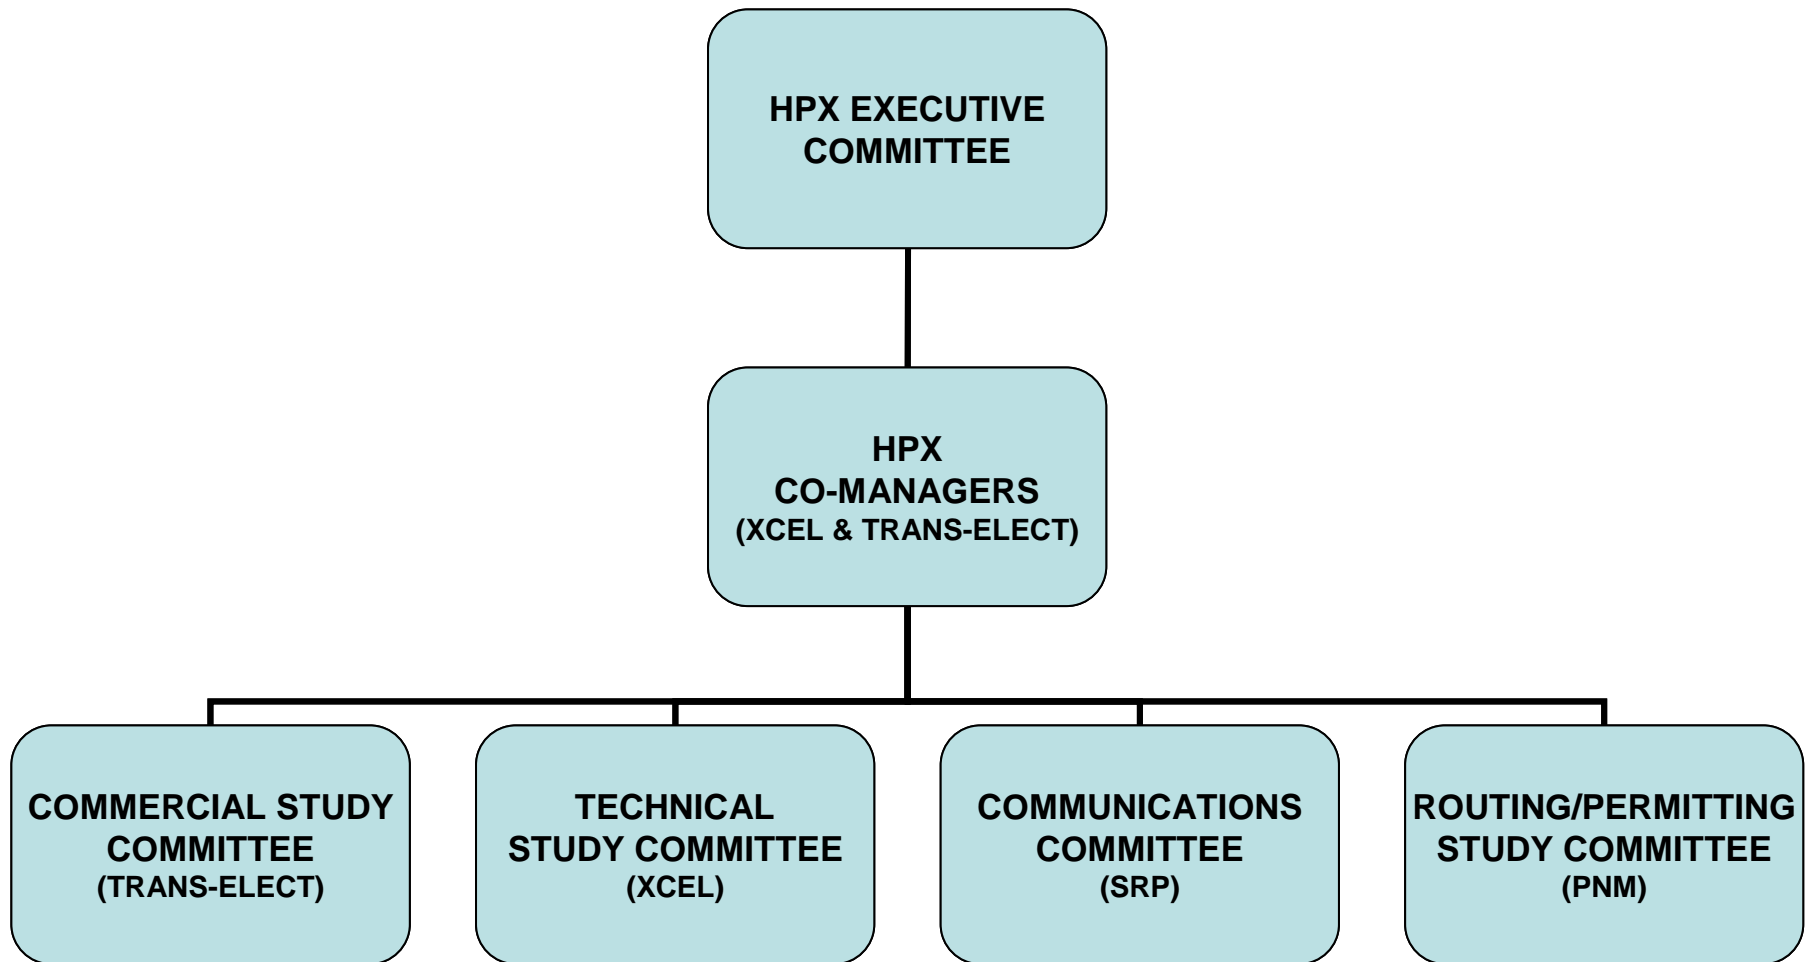 HPX EXECUTIVE
COMMITTEE
HPX
CO-MANAGERS
(XCEL & TRANS-ELECT)
COMMERCIAL STUDY
COMMITTEE
(TRANS-ELECT)
TECHNICAL
STUDY COMMITTEE
(XCEL)
COMMUNICATIONS
COMMITTEE
(SRP)
ROUTING/PERMITTING
STUDY COMMITTEE
(PNM)